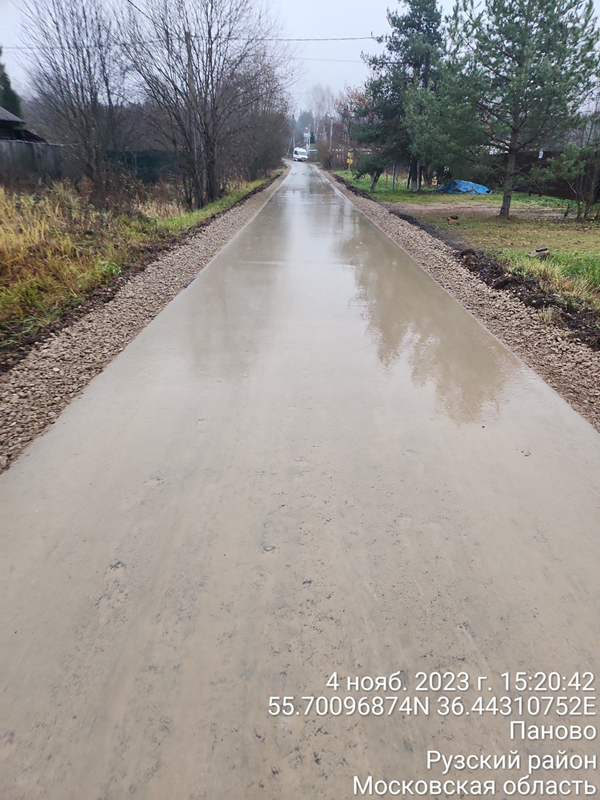 4 нояб. 2023 г. 15:20:42
55.70096874N 36.44310752E
Паново
Рузский район
Московская область